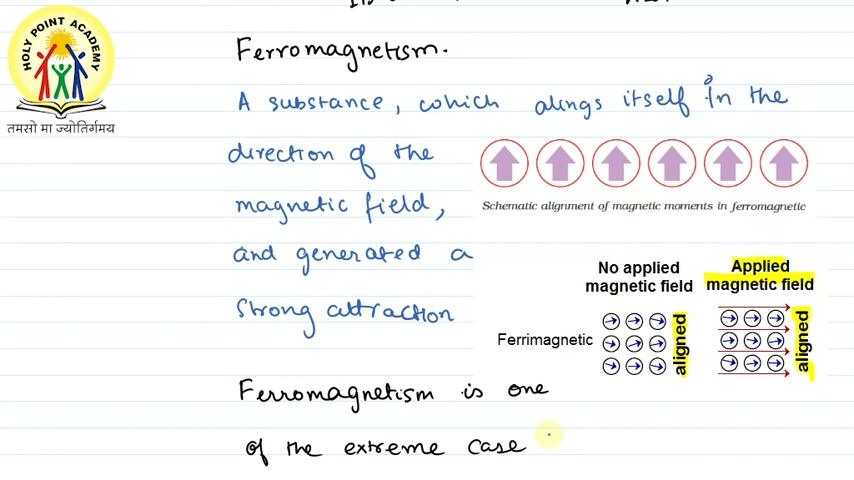 HOLY POINT ACADEMY
तमसो मा ज्योतिर्गमय
Ferromagnetism.
A substance, which alings itself in the
direction of the
magnetic field,
and generated a
strong attraction
Schematic alignment of magnetic moments in ferromagnetic
No applied
magnetic field
Applied
magnetic field
Ferrimagnetic
aligned
aligned
Ferromagnetism is one
of the extreme case